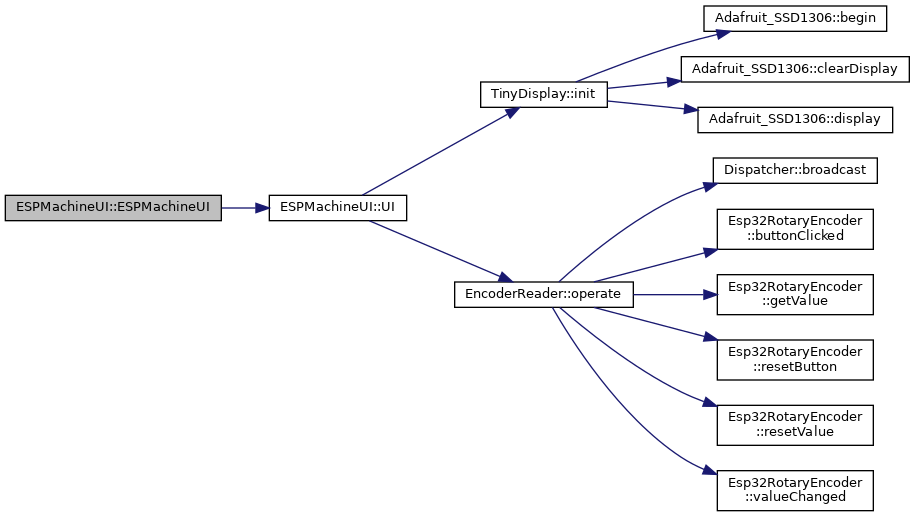 Adafruit_SSD1306::begin
Adafruit_SSD1306::clearDisplay
TinyDisplay::init
Adafruit_SSD1306::display
Dispatcher::broadcast
ESPMachineUI::ESPMachineUI
ESPMachineUI::UI
Esp32RotaryEncoder
::buttonClicked
EncoderReader::operate
Esp32RotaryEncoder
::getValue
Esp32RotaryEncoder
::resetButton
Esp32RotaryEncoder
::resetValue
Esp32RotaryEncoder
::valueChanged